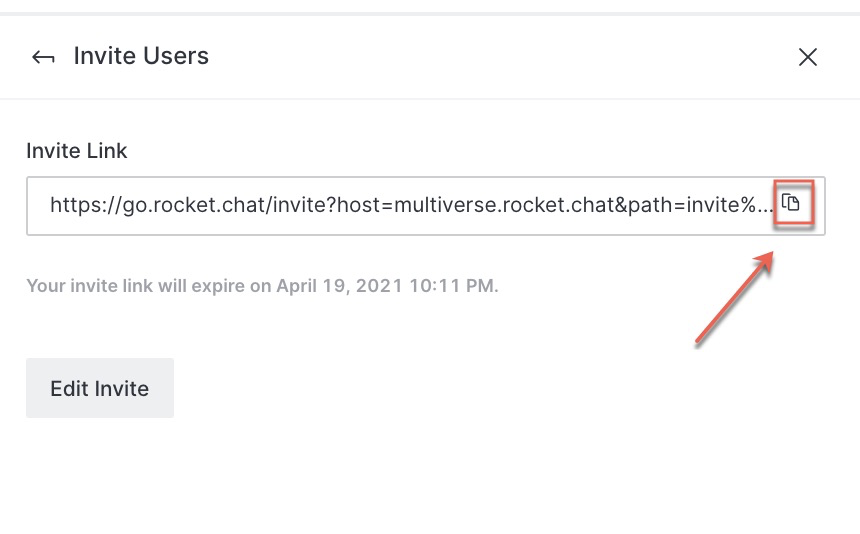 Invite Users
Invite Link
https://go.rocket.chat/invite?host=multiverse.rocket.chat&path=invite%...
Your invite link will expire on April 19, 2021 10:11 PM.
Edit Invite